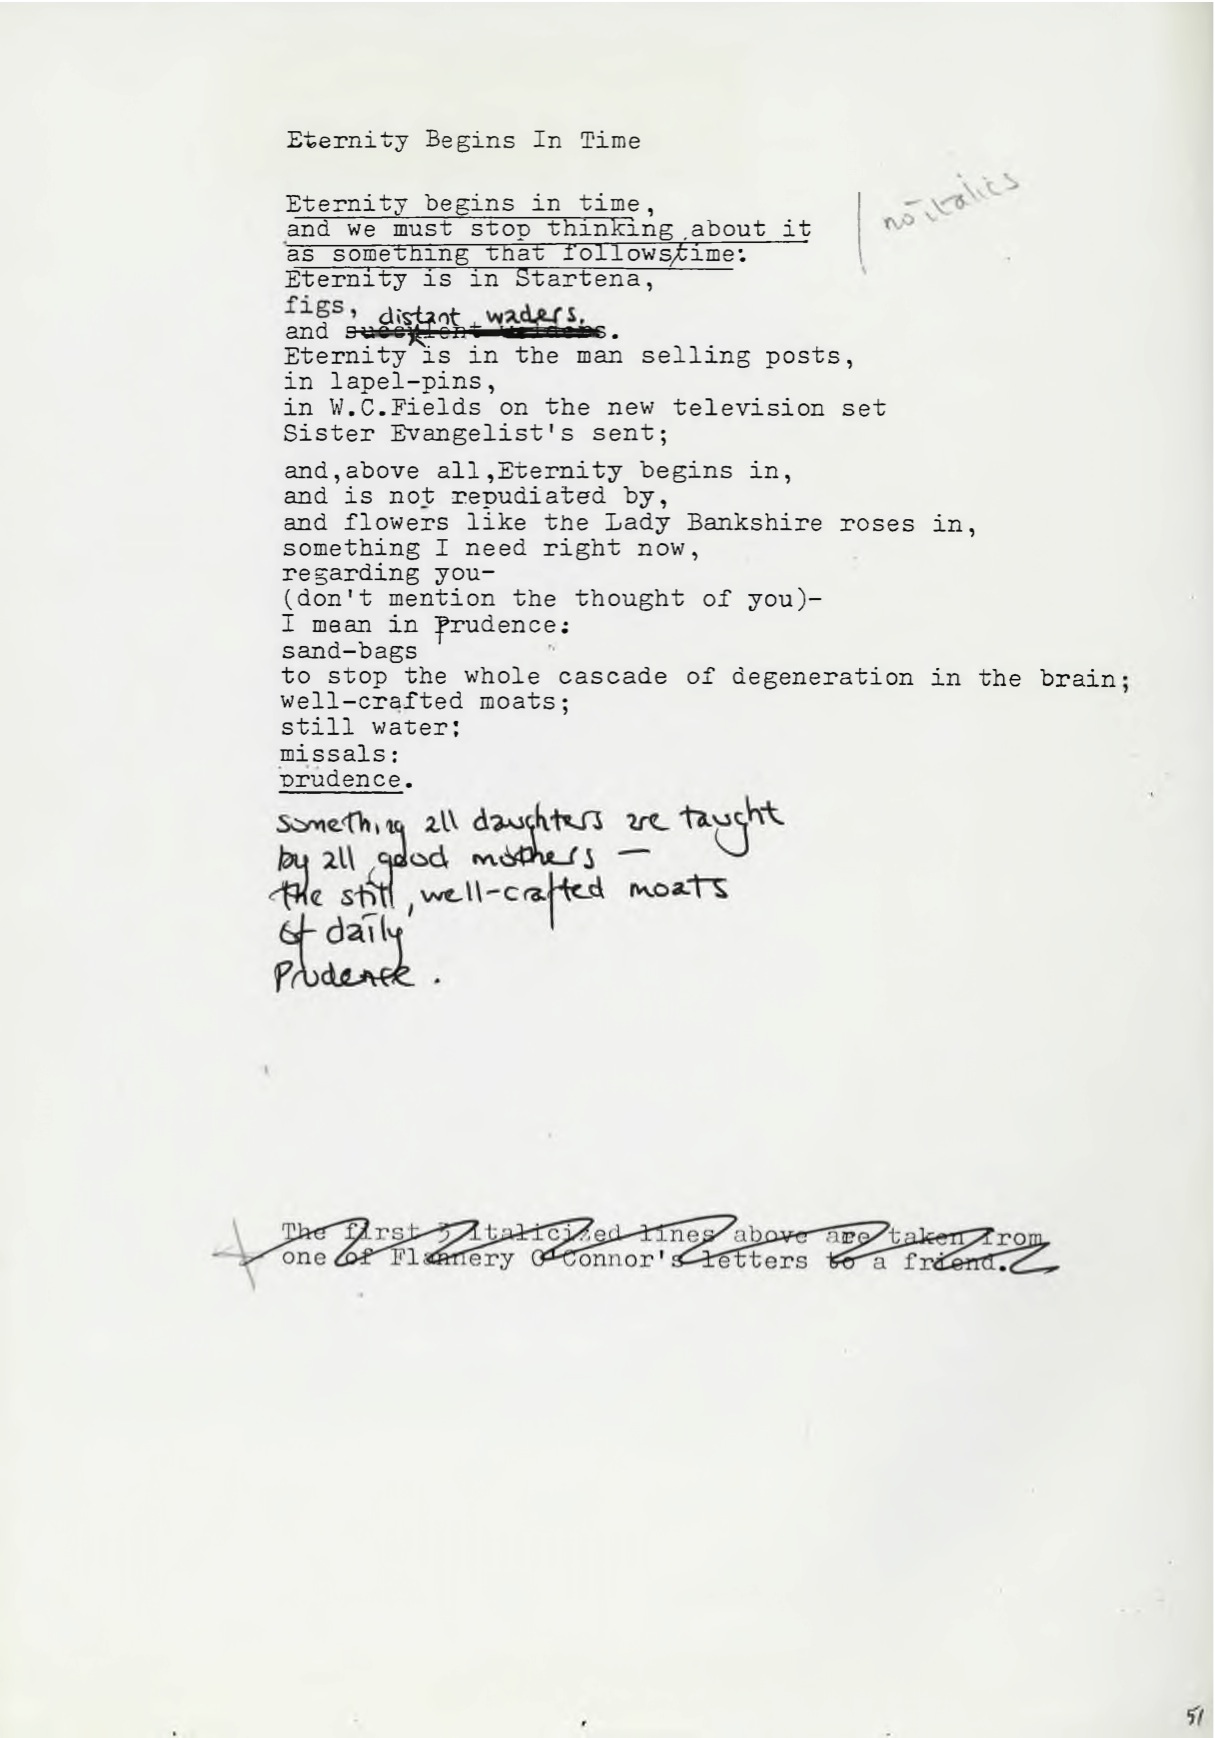 Eternity Begins In Time
Eternity begins in time,
no italics
and we must stop thinking about it
as something that follows/time:
Eternity is in Startena,
figs,
distant waders.
and succulent.
Eternity is in the man selling posts,
in lapel-pins,
in W.C.Fields on the new television set
Sister Evangelist's sent;
and,above all,Eternity begins in,
and is not repudiated by,
and flowers like the Lady Bankshire roses in,
something I need right now,
regarding you-
(don't mention the thought of you)-
I mean in Prudence:
sand-bags
to stop the whole cascade of degeneration in the brain;
well-crafted moats;
still water;
missals:
prudence.
something all daughters are taught
by all good mothers —
the still, well-crafted moats
of daily
Prudence.
The first 3 italicized lines above are taken from
one of Flannery O'Connor's letters to a friend.
51